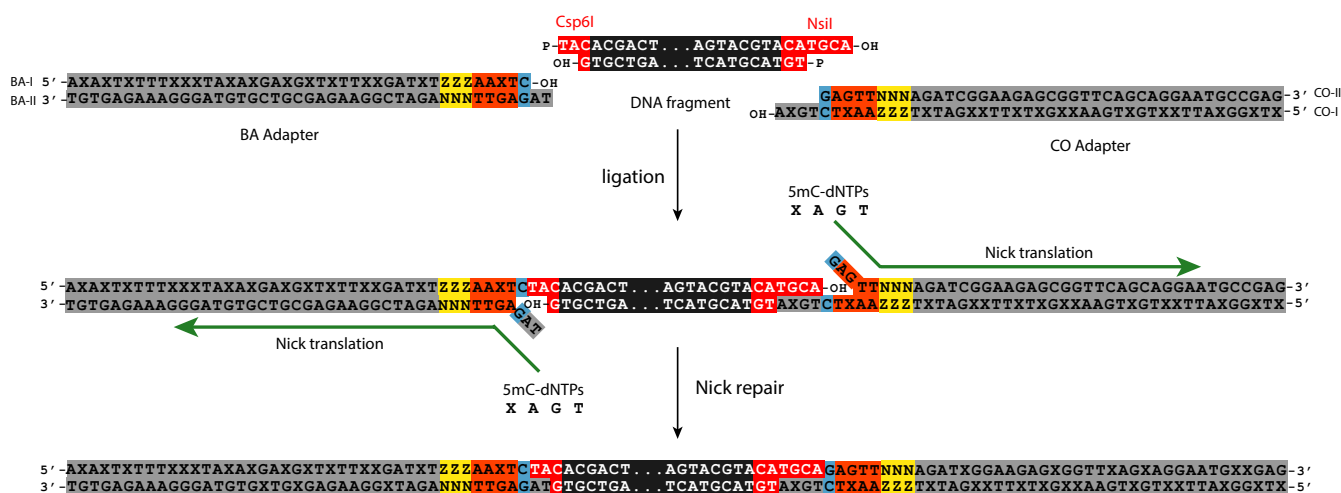 Csp6I NsiI
P-TACACGACT...AGTACGTACATGCA-OH
OH-GTGCTGA...TCATGCATGT-P
BA-I 5'-AXAXTXTTTXXXTAXAXGAXGXTXTTXXGATXTZZZAAXTC-OH
BA-II 3'-TGTGAGAAAGGGATGTGCTGCGAGAAGGCTAGANNNTTGAGAT
DNA fragment
GAGTTNNNAGATCGGAAGAGCGGTTCAGCAGGAATGCCGAG-3' CO-II
OH-AXGTCTXAAZZZTXTAGXXTTXTXGXXAAGTXGTXXTTAXGGXTX-5' CO-I
BA Adapter
CO Adapter
ligation
5mC-dNTPs
X A G T
Nick translation
GAG
5'-AXAXTXTTTXXXTAXAXGAXGXTXTTXXGATXTZZZAAXTCTACACGACT...AGTACGTACATGCA-OH TTNNNAGATCGGAAGAGCGGTTCAGCAGGAATGCCGAG-3'
3'-TGTGAGAAAGGGATGTGCTGCGAGAAGGCTAGANNNTTGA OH-GTGCTGA...TCATGCATGTAXGTCTXAAZZZTXTAGXXTTXTXGXXAAGTXGTXXTTAXGGXTX-5'
GAT
Nick translation
5mC-dNTPs
X A G T
Nick repair
5'-AXAXTXTTTXXXTAXAXGAXGXTXTTXXGATXTZZZAAXTCTACACGACT...AGTACGTACATGCAGAGTTNNNAGATXGGAAGAGXGGTTXAGXAGGAATGXXGAG-3'
3'-TGTGAGAAAGGGATGTGXTGXGAGAAGGXTAGANNNTTGAGATGTGCTGA...TCATGCATGTAXGTCTXAAZZZTXTAGXXTTXTXGXXAAGTXGTXXTTAXGGXTX-5'